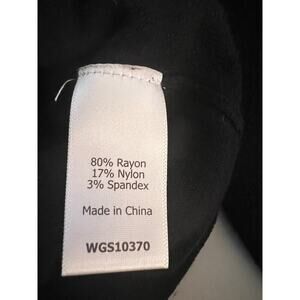 80% Rayon
17% Nylon
3% Spandex
Made in China
WGS10370